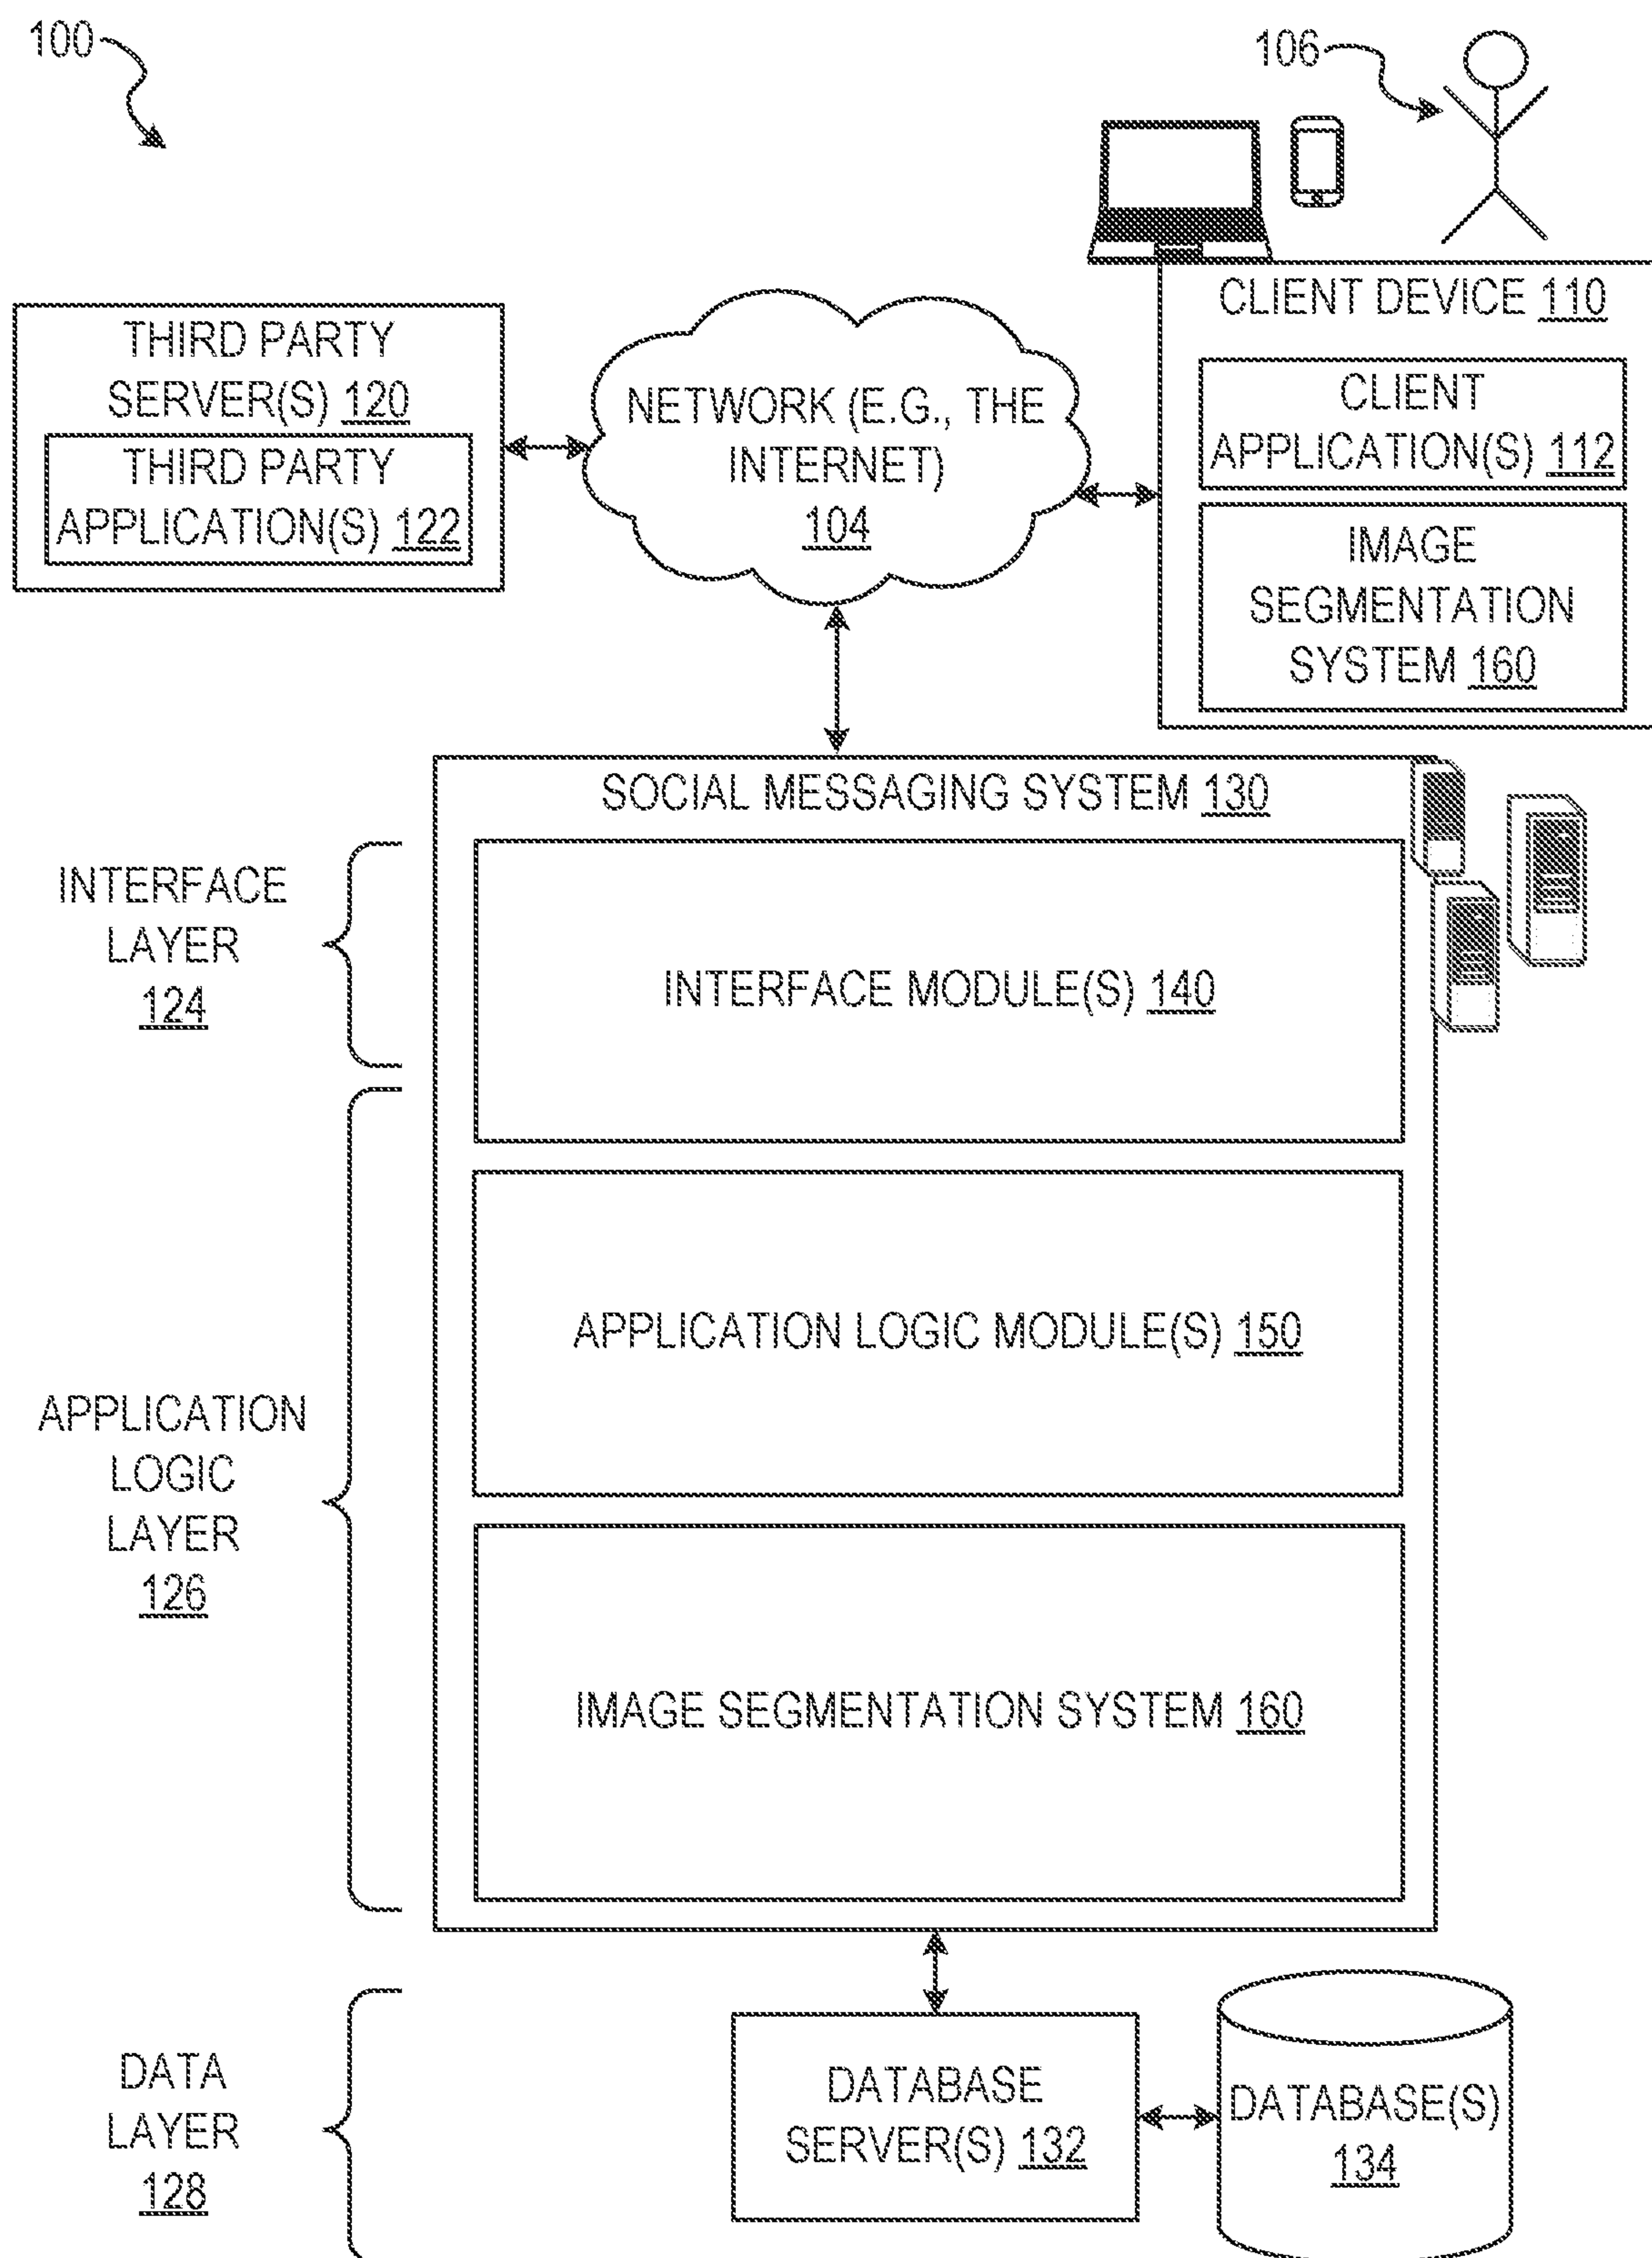 100
106
CLIENT DEVICE 110
CLIENT
APPLICATION(S) 112
IMAGE
SEGMENTATION
SYSTEM 160
THIRD PARTY
SERVER(S) 120
THIRD PARTY
APPLICATION(S) 122
NETWORK (E.G., THE
INTERNET)
104
SOCIAL MESSAGING SYSTEM 130
INTERFACE
LAYER
124
INTERFACE MODULE(S) 140
APPLICATION LOGIC MODULE(S) 150
APPLICATION
LOGIC
LAYER
126
IMAGE SEGMENTATION SYSTEM 160
DATA
LAYER
128
DATABASE
SERVER(S) 132
DATABASE(S)
134